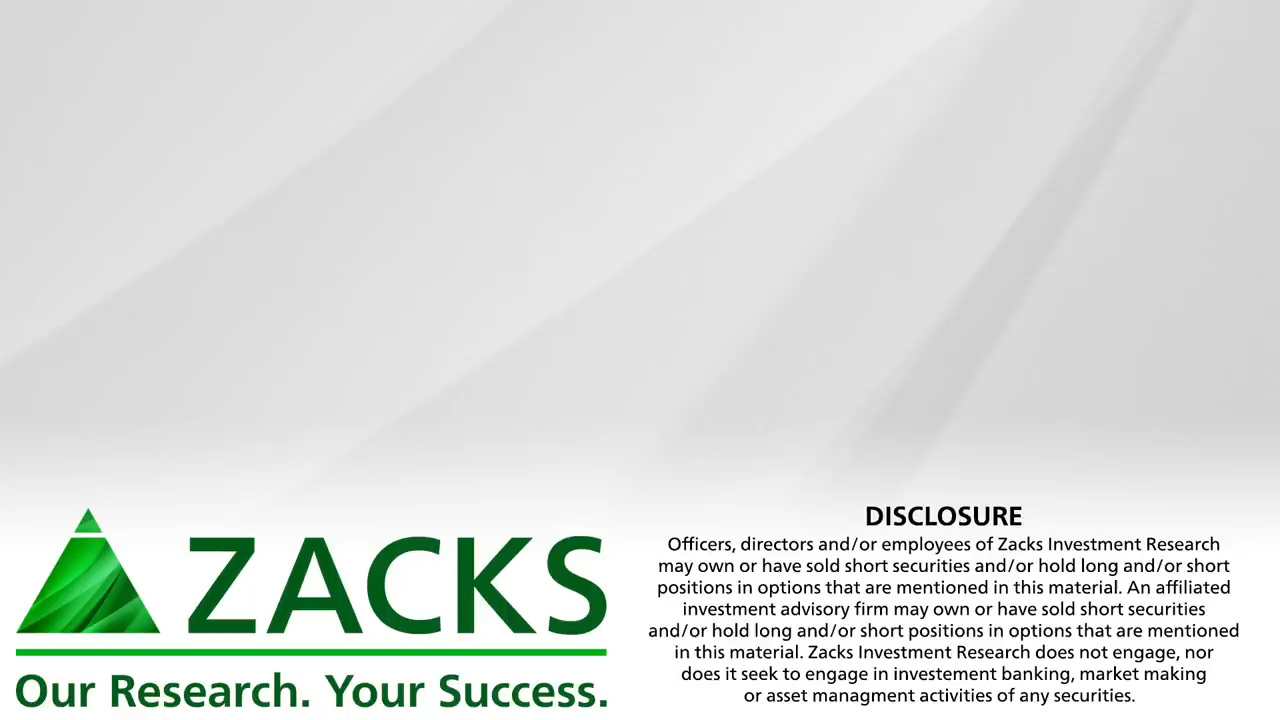 ZACKS
Our Research. Your Success.
DISCLOSURE
Officers, directors and/or employees of Zacks Investment Research
may own or have sold short securities and/or hold long and/or short
positions in options that are mentioned in this material. An affiliated
investment advisory firm may own or have sold short securities
and/or hold long and/or short positions in options that are mentioned
in this material. Zacks Investment Research does not engage, nor
does it seek to engage in investement banking, market making
or asset managment activities of any securities.